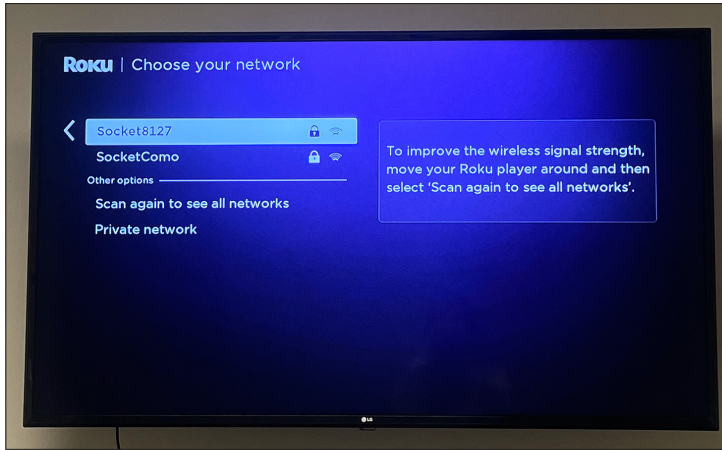 Roku | Choose your network
Socket8127
SocketComo
Other options
Scan again to see all networks
Private network
To improve the wireless signal strength,
move your Roku player around and then
select 'Scan again to see all networks'.
LG